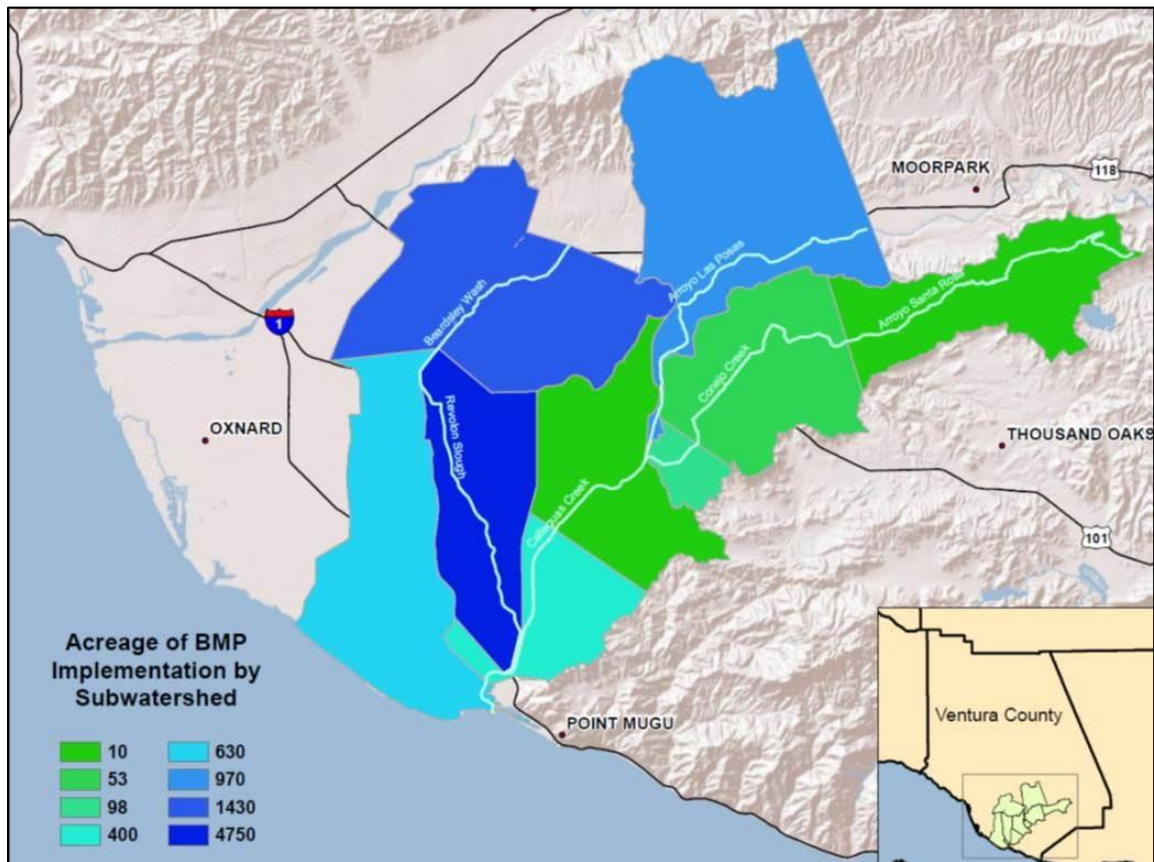 MOORPARK
118
Arroyo Las Posas
Beardsley Wash
Arroyo Santa Rosa
1
Conejo Creek
Revolon Slough
OXNARD
THOUSAND OAKS
Calleguas Creek
101
POINT MUGU
Acreage of BMP
Implementation by
Subwatershed
10
53
98
400
630
970
1430
4750
Ventura County